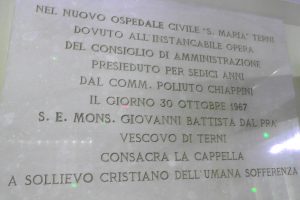 NEL NUOVO OSPEDALE CIVILE "S. MARIA" TERNI
DOVUTO ALL'INSTANCABILE OPERA
DEL CONSIGLIO DI AMMINISTRAZIONE
PRESIEDUTO PER SEDICI ANNI
DAL COMM. POLIUTO CHIAPPINI
IL GIORNO 30 OTTOBRE 1967
S. E. MONS. GIOVANNI BATTISTA DAL PRA'
VESCOVO DI TERNI
CONSACRA LA CAPPELLA
A SOLLIEVO CRISTIANO DELL'UMANA SOFFERENZA